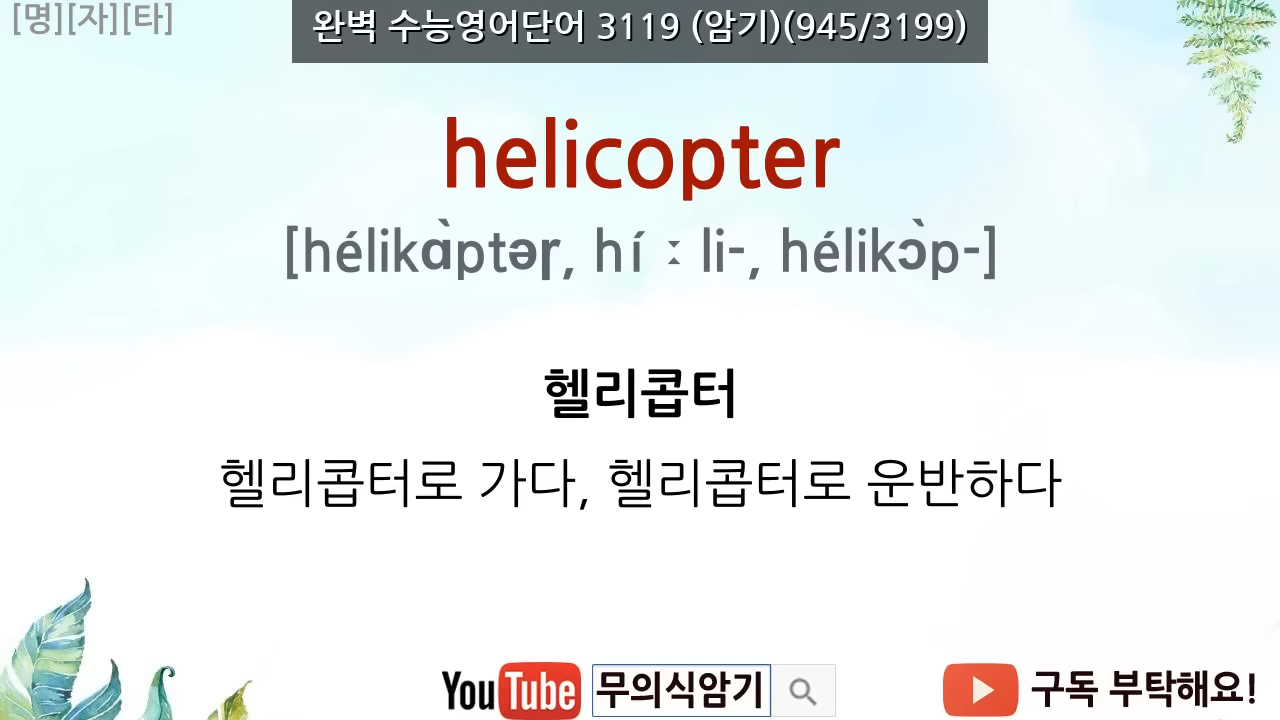 [명][자][타]
완벽 수능영어단어 3119 (암기)(945/3199)
helicopter
[hélikɑ̀ptəɼ, híːli-, hélikɔ̀p-]
헬리콥터
헬리콥터로 가다, 헬리콥터로 운반하다
YouTube 무의식암기
구독 부탁해요!